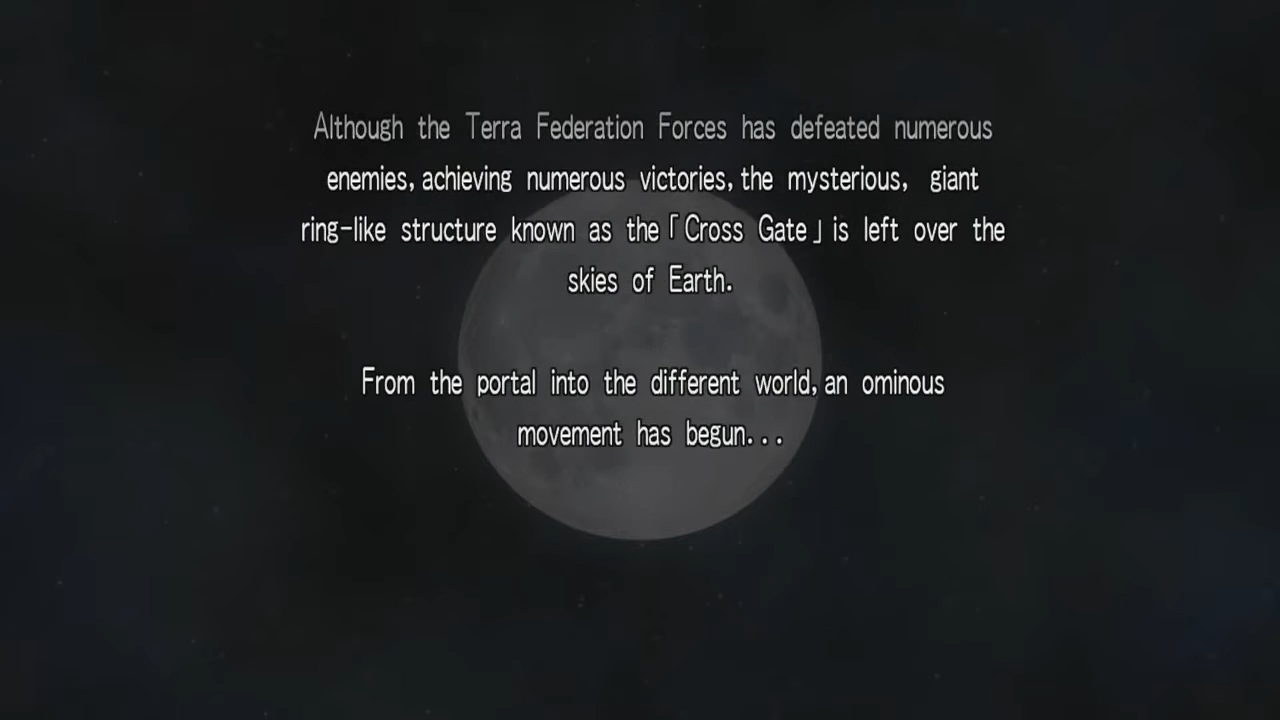 Although the Terra Federation Forces has defeated numerous
enemies, achieving numerous victories, the mysterious, giant
ring-like structure known as the「Cross Gate」is left over the
skies of Earth.
From the portal into the different world, an ominous
movement has begun...